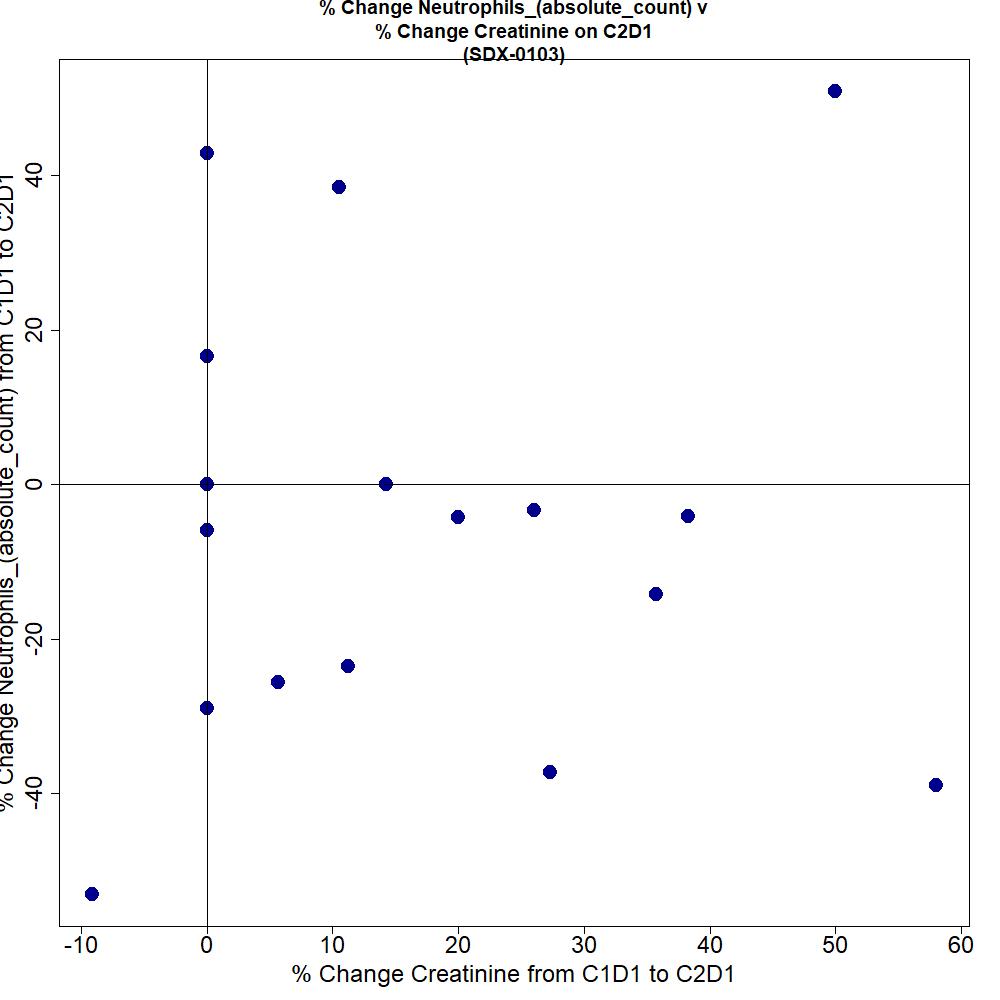 % Change Neutrophils_(absolute_count) v
% Change Creatinine on C2D1
(SDX-0103)
% Change Neutrophils_(absolute_count) from C1D1 to C2D1
40
20
0
-20
-40
-10
0
10
20
30
40
50
60
% Change Creatinine from C1D1 to C2D1